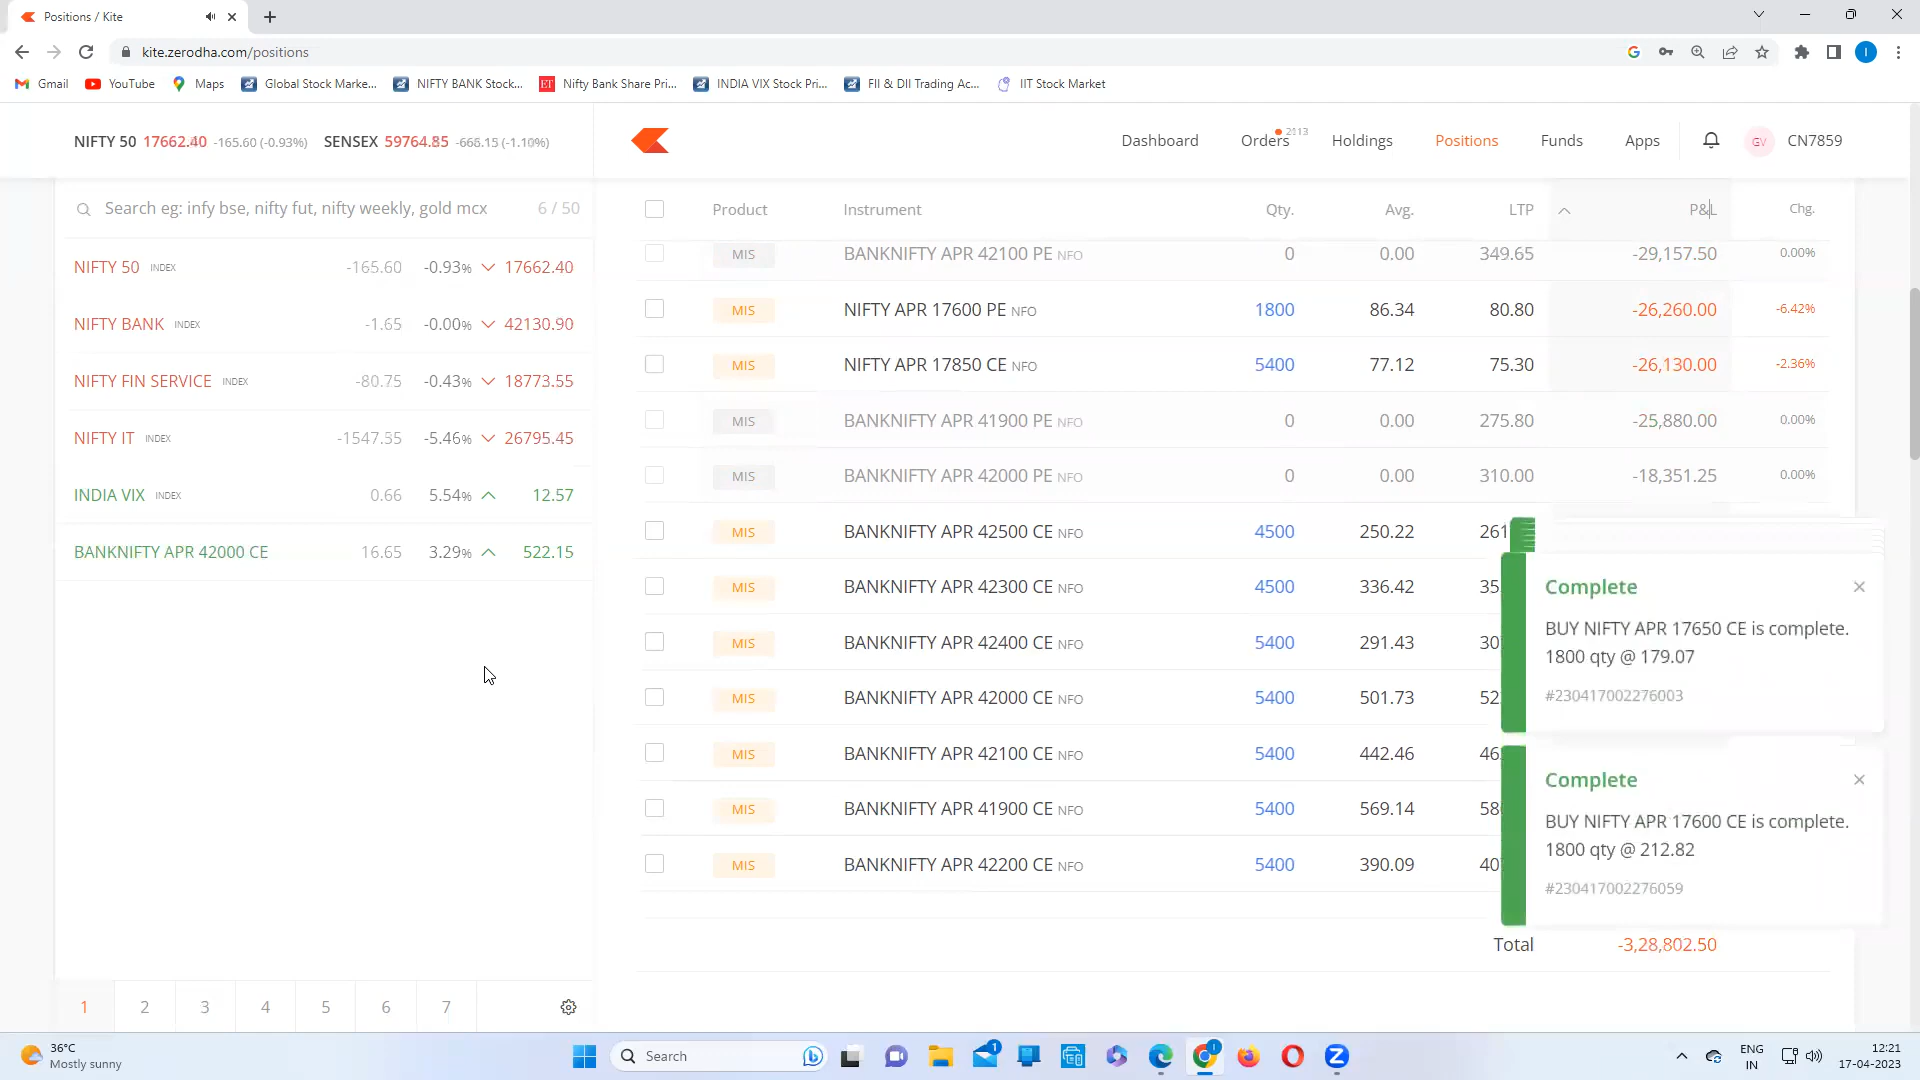 Positions / Kite
kite.zerodha.com/positions
Gmail YouTube Maps Global Stock Marke... NIFTY BANK Stock... ET Nifty Bank Share Pri... INDIA VIX Stock Pri... FII & DII Trading Ac... IIT Stock Market
NIFTY 50 17662.40 -165.60 (-0.93%) SENSEX 59764.85 (-1.10%)
Dashboard Orders 2113 Holdings Positions Funds Apps GV CN7859
Search eg: infy bse, nifty fut, nifty weekly, gold mcx 6 / 50
NIFTY 50 INDEX -165.60 -0.93% 17662.40
NIFTY BANK INDEX -1.65 -0.00% 42130.90
NIFTY FIN SERVICE INDEX -80.75 -0.43% 18773.55
NIFTY IT INDEX -1547.35 -5.46% 26795.45
INDIA VIX INDEX 0.66 5.54% 12.57
BANKNIFTY APR 42000 CE 16.65 3.29% 522.15
1 2 3 4 5 6 7
Product Instrument Qty. Avg. LTP P&L Chg.
MIS BANKNIFTY APR 42100 PE NFO 0 0.00 349.65 -29,157.50 0.00%
MIS NIFTY APR 17600 PE NFO 1800 86.34 80.80 -26,260.00 -6.42%
MIS NIFTY APR 17850 CE NFO 5400 77.12 75.30 -26,130.00 -2.36%
MIS BANKNIFTY APR 41900 PE NFO 0 0.00 275.80 -25,880.00 0.00%
MIS BANKNIFTY APR 42000 PE NFO 0 0.00 310.00 -18,351.25 0.00%
MIS BANKNIFTY APR 42500 CE NFO 4500 250.22 261
MIS BANKNIFTY APR 42300 CE NFO 4500 336.42 35
MIS BANKNIFTY APR 42400 CE NFO 5400 291.43 30
MIS BANKNIFTY APR 42000 CE NFO 5400 501.73 52
MIS BANKNIFTY APR 42100 CE NFO 5400 442.46 46
MIS BANKNIFTY APR 41900 CE NFO 5400 569.14 58
MIS BANKNIFTY APR 42200 CE NFO 5400 390.09 40
Total -3,28,802.50
Complete
BUY NIFTY APR 17650 CE is complete.
1800 qty @ 179.07
#230417002276003
Complete
BUY NIFTY APR 17600 CE is complete.
1800 qty @ 212.82
#230417002276059
36°C
Mostly sunny
Search
1
ENG
IN
12:21
17-04-2023